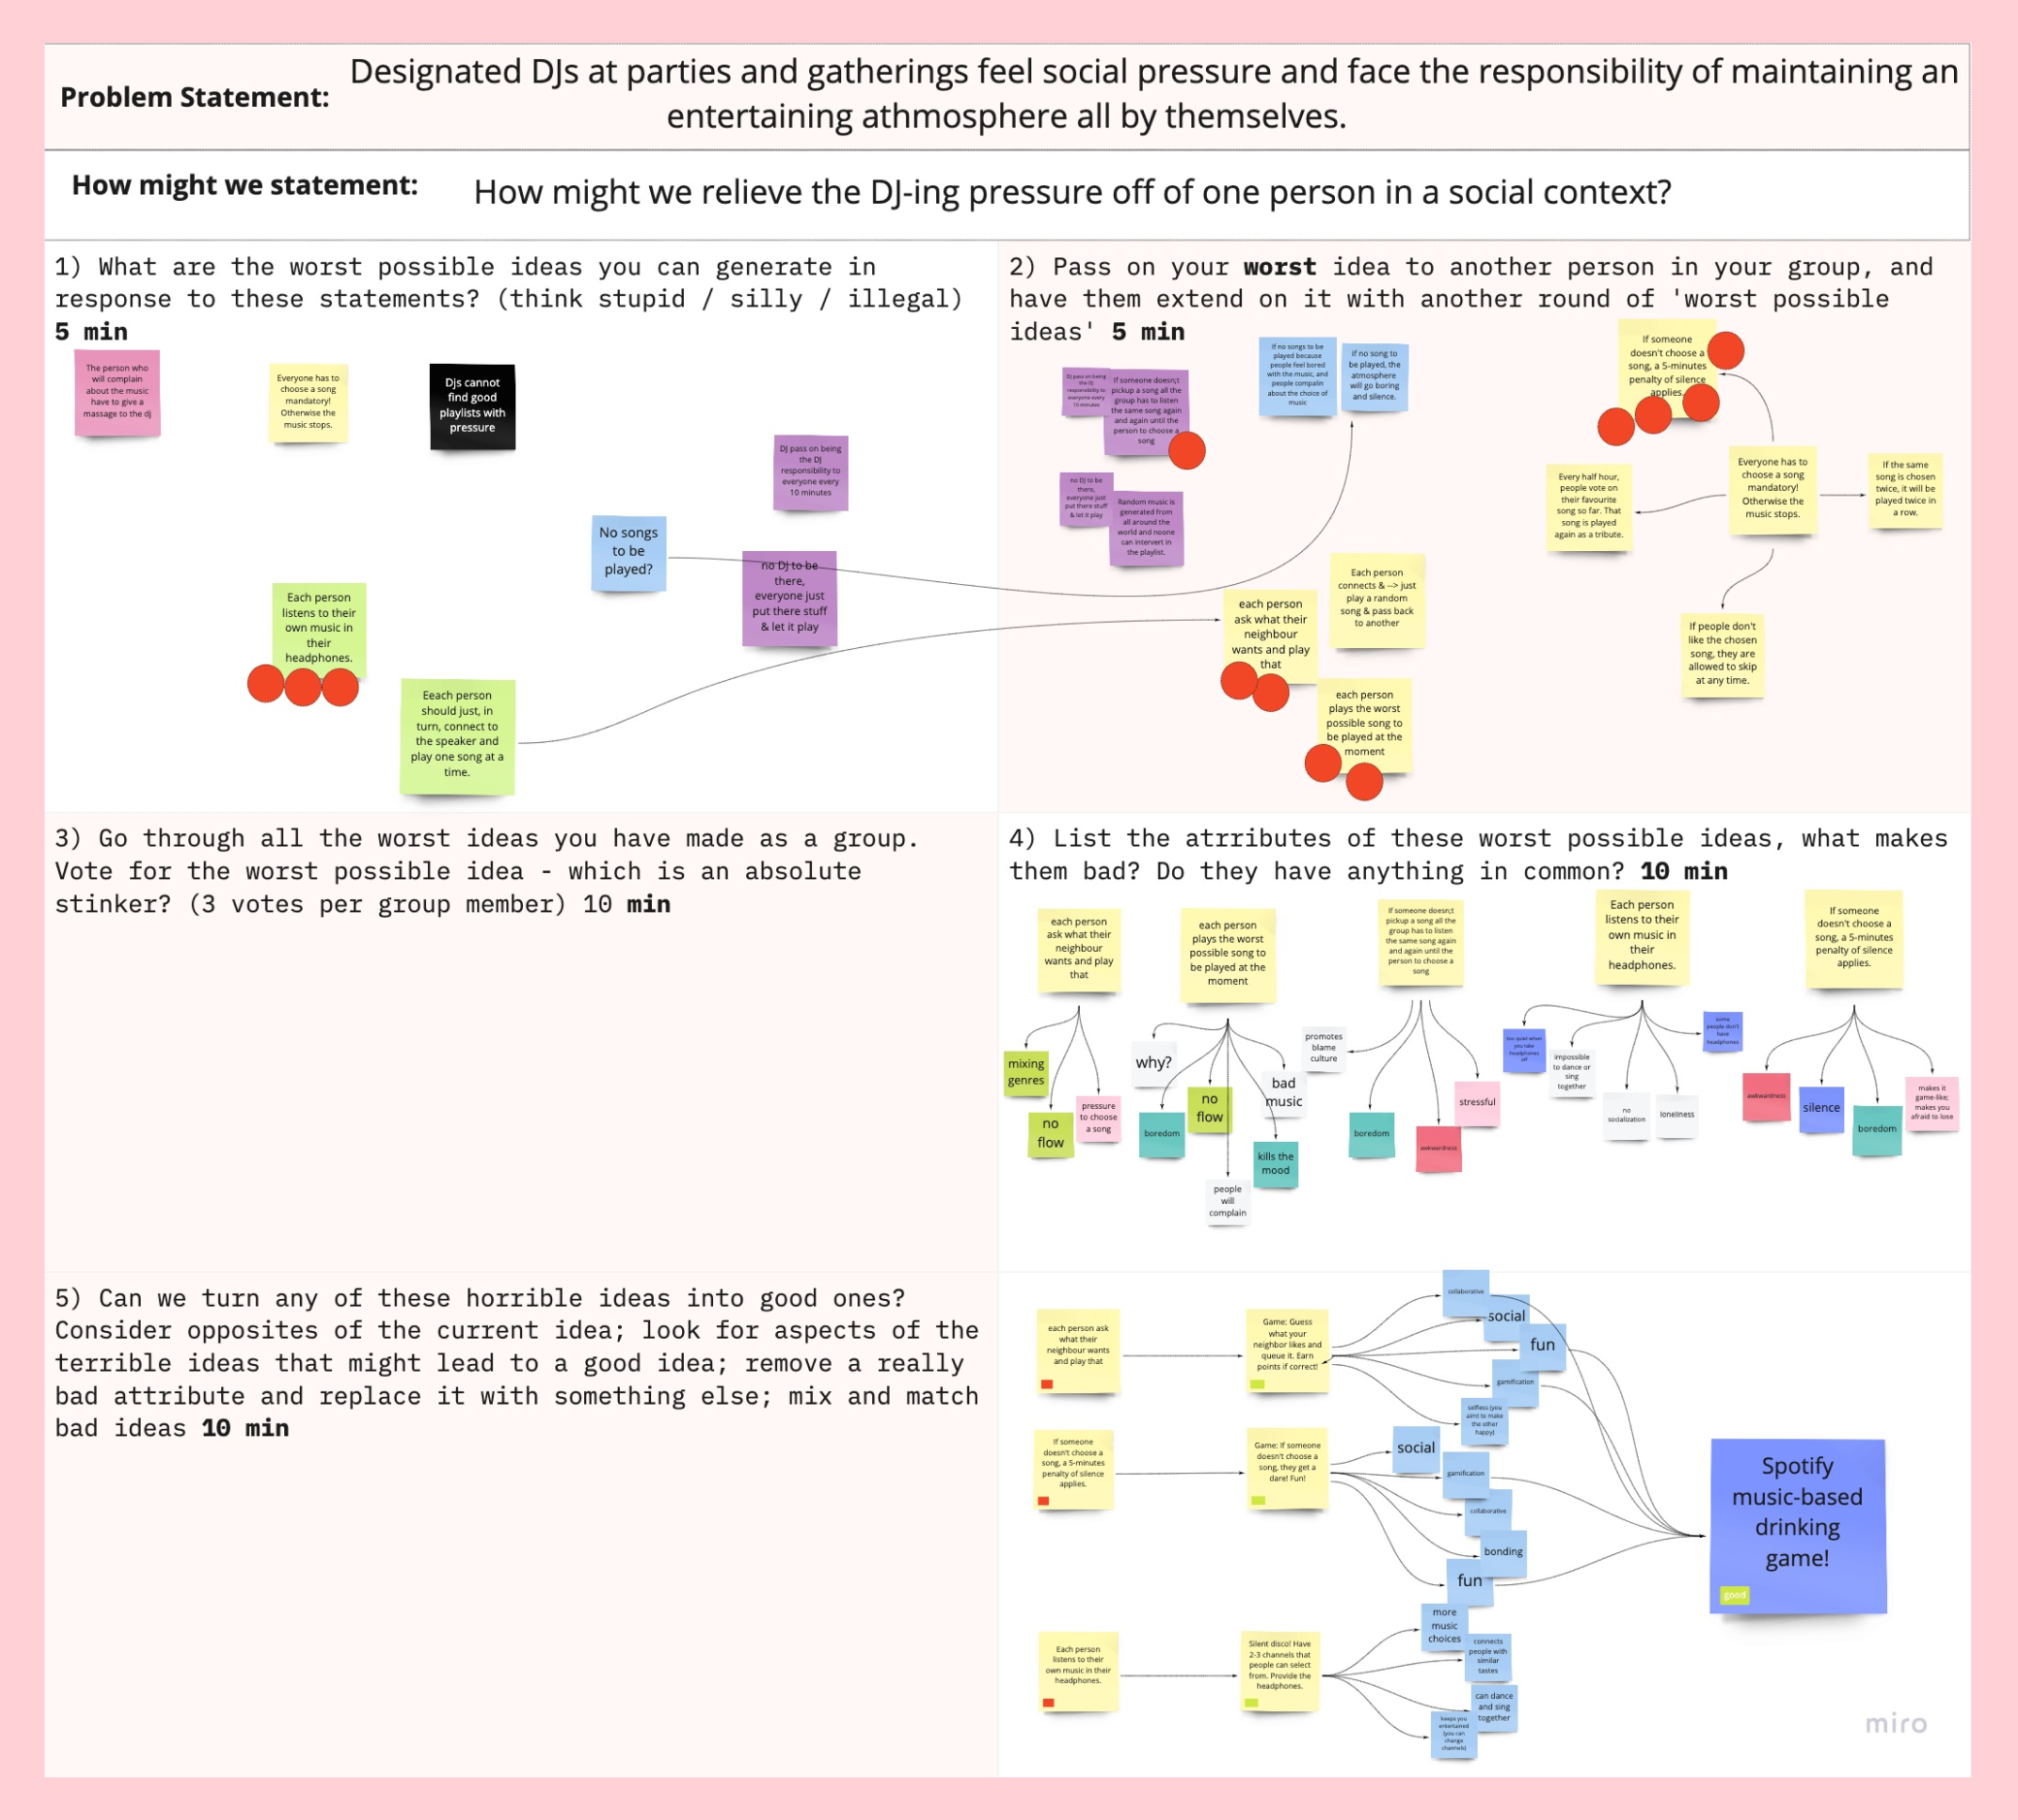 Problem Statement:
Designated DJs at parties and gatherings feel social pressure and face the responsibility of maintaining an
entertaining athmosphere all by themselves.
How might we statement:
How might we relieve the DJ-ing pressure off of one person in a social context?
1) What are the worst possible ideas you can generate in
response to these statements? (think stupid / silly / illegal)
5 min
The person who
will complain
about the music
have to give a
massage to the dj
Everyone has to
choose a song
mandatory!
Otherwise the
music stops.
Djs cannot
find good
playlists with
pressure
DJ pass on being
the DJ
responsibility to
everyone every
10 minutes
No songs
to be
played?
no DJ to be
there,
everyone just
put there stuff
& let it play
Each person
listens to their
own music in
their
headphones.
Eeach person
should just, in
turn, connect to
the speaker and
play one song at a
time.
2) Pass on your worst idea to another person in your group, and
have them extend on it with another round of 'worst possible
ideas' 5 min
DJ pass on being
the DJ
responsibility to
everyone every
10 minutes
If someone doesn;t
pickup a song all the
group has to listen
the same song again
and again until the
person to choose a
song
no DJ to be
there,
everyone just
put there stuff
& let it play
Random music is
generated from
all around the
world and noone
can intervert in
the playlist.
If no songs to be
played because
people feel bored
with the music, and
people compalin
about the choice of
music
if no song to
be played, the
atmosphere
will go boring
and silence.
If someone
doesn't choose a
song, a 5-minutes
penalty of silence
applies.
Every half hour,
people vote on
their favourite
song so far. That
song is played
again as a tribute.
Everyone has to
choose a song
mandatory!
Otherwise the
music stops.
If the same
song is chosen
twice, it will be
played twice in
a row.
If people don't
like the chosen
song, they are
allowed to skip
at any time.
Each person
connects & --> just
play a random
song & pass back
to another
each person
ask what their
neighbour
wants and play
that
each person
plays the worst
possible song to
be played at the
moment
3) Go through all the worst ideas you have made as a group.
Vote for the worst possible idea - which is an absolute
stinker? (3 votes per group member) 10 min
4) List the atrributes of these worst possible ideas, what makes
them bad? Do they have anything in common? 10 min
each person
ask what their
neighbour
wants and play
that
mixing
genres
no
flow
pressure
to choose
a song
each person
plays the worst
possible song to
be played at the
moment
why?
boredom
no
flow
people
will
complain
kills the
mood
bad
music
If someone doesn;t
pickup a song all the
group has to listen
the same song again
and again until the
person to choose a
song
promotes
blame
culture
boredom
awkwardness
stressful
Each person
listens to their
own music in
their
headphones.
too quiet when
you take
headphones
off
impossible
to dance or
sing
together
no
socialization
loneliness
some
people don't
have
headphones
If someone
doesn't choose a
song, a 5-minutes
penalty of silence
applies.
awkwardness
silence
boredom
makes it
game-like;
makes you
afraid to lose
5) Can we turn any of these horrible ideas into good ones?
Consider opposites of the current idea; look for aspects of the
terrible ideas that might lead to a good idea; remove a really
bad attribute and replace it with something else; mix and match
bad ideas 10 min
each person ask
what their
neighbour wants
and play that
Game: Guess
what your
neighbor likes and
queue it. Earn
points if correct!
collaborative
social
fun
gamification
selfless (you
aimt to make
the other
happy)
If someone
doesn't choose a
song, a 5-minutes
penalty of silence
applies.
Game: If someone
doesn't choose a
song, they get a
dare! Fun!
social
gamification
collaborative
bonding
fun
Each person
listens to their
own music in their
headphones.
Silent disco! Have
2-3 channels that
people can select
from. Provide the
headphones.
more
music
choices
connects
people with
similar
tastes
can dance
and sing
together
keeps you
entertained
(you can
change
channels)
Spotify
music-based
drinking
game!
good
miro